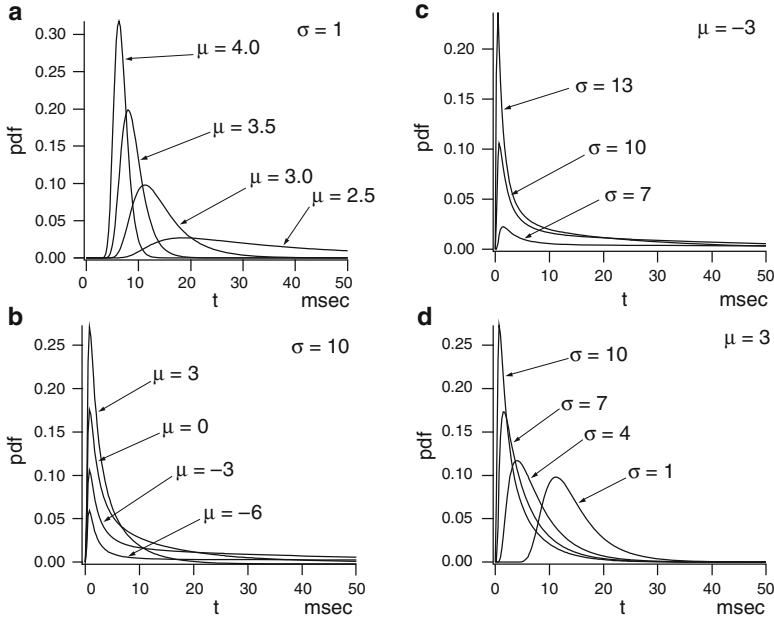 a
σ = 1
0.30
0.25
0.20
0.15
0.10
0.05
0.00
pdf
μ = 4.0
μ = 3.5
μ = 3.0
μ = 2.5
0 10 20 30 40 50
t msec
c
μ = −3
0.20
0.15
0.10
0.05
0.00
pdf
σ = 13
σ = 10
σ = 7
0 10 20 30 40 50
t msec
b
σ = 10
0.25
0.20
0.15
0.10
0.05
0.00
pdf
μ = 3
μ = 0
μ = −3
μ = −6
0 10 20 30 40 50
t msec
d
μ = 3
0.25
0.20
0.15
0.10
0.05
0.00
pdf
σ = 10
σ = 7
σ = 4
σ = 1
0 10 20 30 40 50
t msec